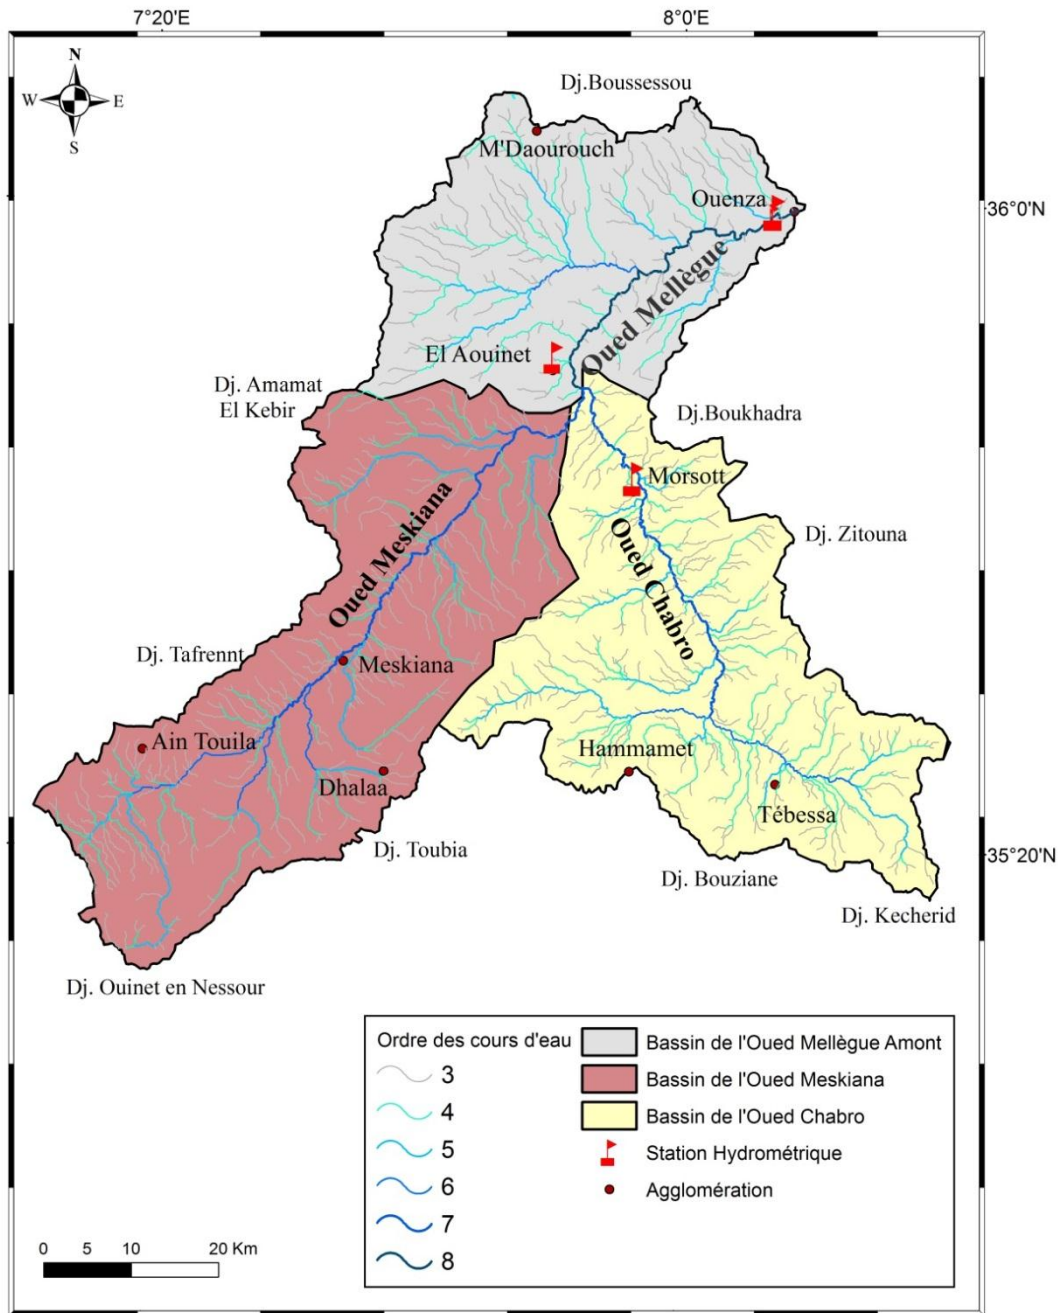 7°20'E
8°0'E
N
W
E
S
Dj.Boussessou
M'Daourouch
Ouenza
36°0'N
Oued Mellègue
El Aouinet
Dj. Amamat
El Kebir
Dj.Boukhadra
Morsott
Oued Meskiana
Dj. Zitouna
Oued Chabro
Dj. Tafrennt
Meskiana
Ain Touila
Hammamet
Dhalaa
Tébessa
Dj. Toubia
35°20'N
Dj. Bouziane
Dj. Kecherid
Dj. Ouinet en Nessour
Ordre des cours d'eau
3
4
5
6
7
8
Bassin de l'Oued Mellègue Amont
Bassin de l'Oued Meskiana
Bassin de l'Oued Chabro
Station Hydrométrique
Agglomération
0 5 10 20 Km